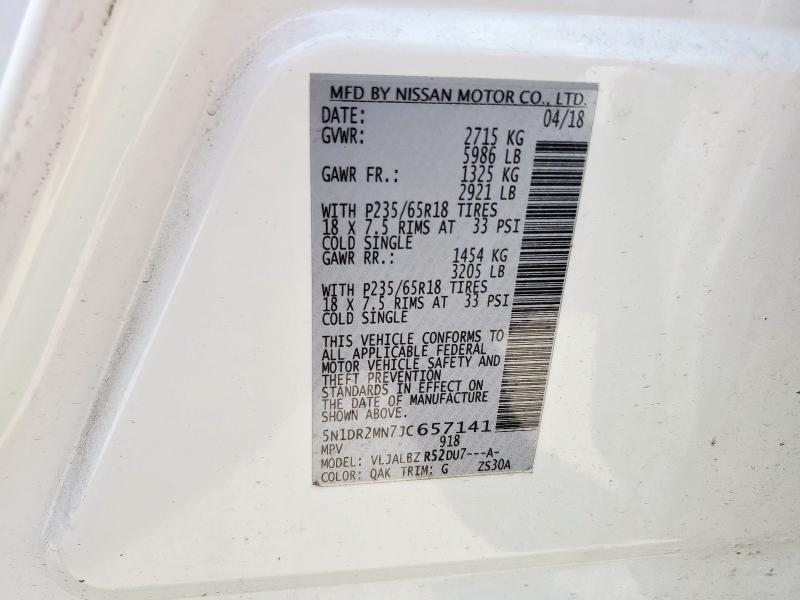 MFD BY NISSAN MOTOR CO., LTD.
DATE: 04/18
GVWR: 2715 KG
5986 LB
GAWR FR.: 1325 KG
2921 LB
WITH P235/65R18 TIRES
18 X 7.5 RIMS AT 33 PSI
COLD SINGLE
GAWR RR.: 1454 KG
3205 LB
WITH P235/65R18 TIRES
18 X 7.5 RIMS AT 33 PSI
COLD SINGLE
THIS VEHICLE CONFORMS TO
ALL APPLICABLE FEDERAL
MOTOR VEHICLE SAFETY AND
THEFT PREVENTION
STANDARDS IN EFFECT ON
THE DATE OF MANUFACTURE
SHOWN ABOVE.
5N1DR2MN7JC657141
MPV 918
MODEL: VLJALBZ R52DU7---A-
COLOR: QAK TRIM: G ZS30A